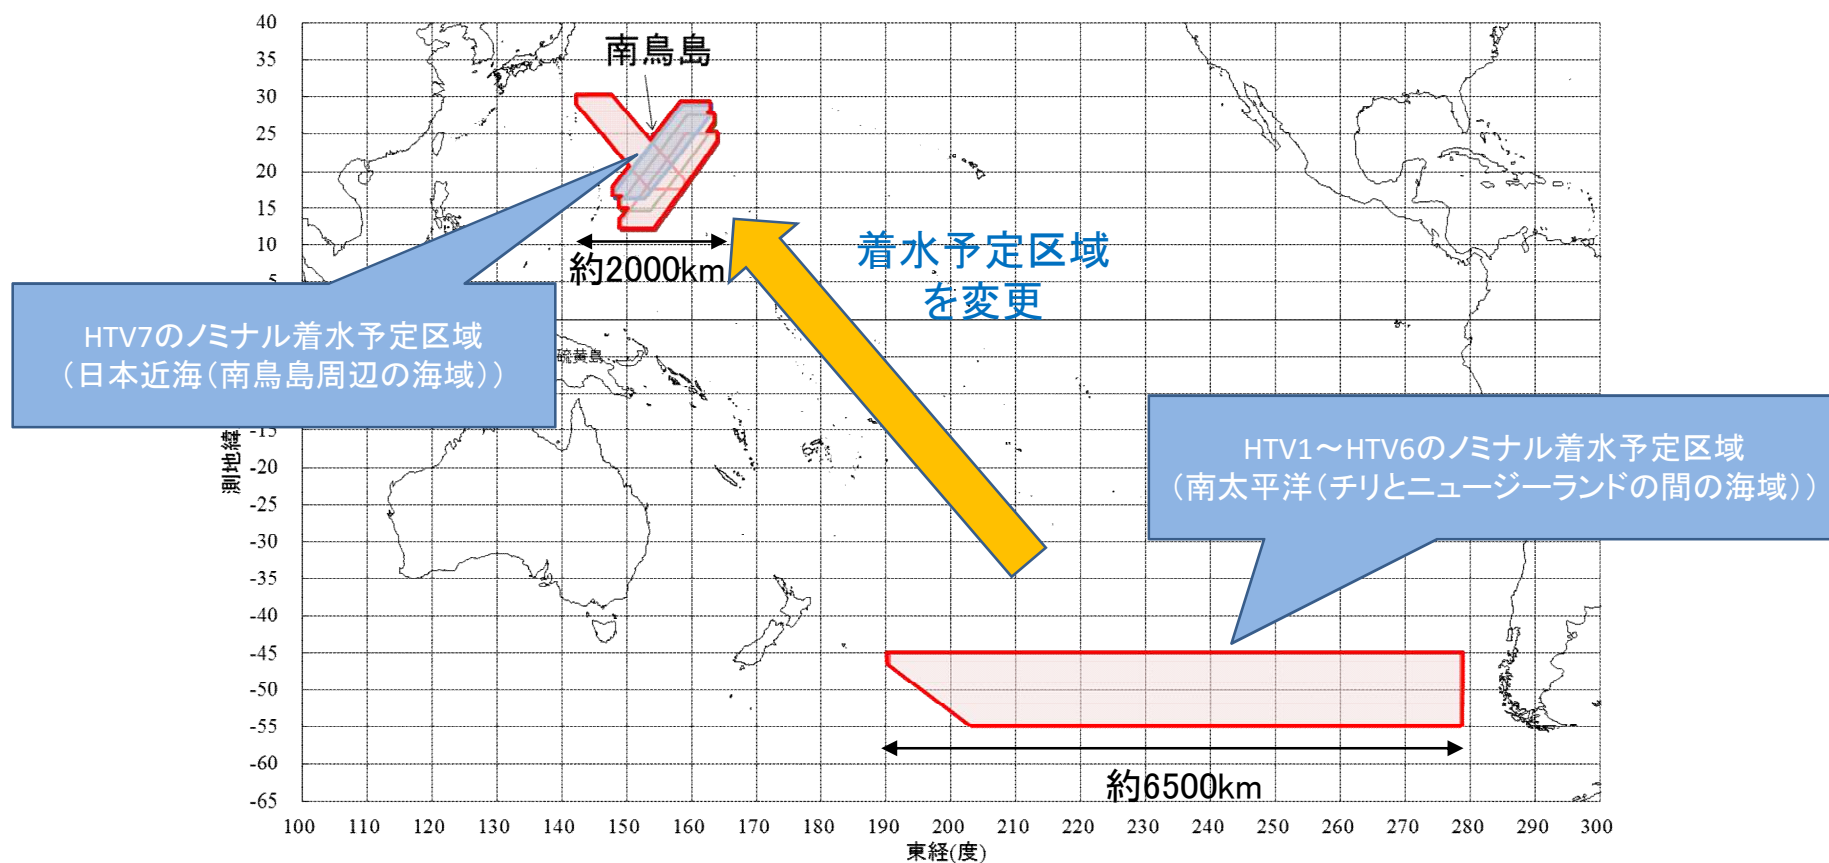 40
35
30
25
20
15
10
5
-15
-20
-25
-30
-35
-40
-45
-50
-55
-60
-65
測地緯
南鳥島
約2000km
着水予定区域
を変更
HTV7のノミナル着水予定区域
(日本近海(南鳥島周辺の海域))
硫黄島
HTV1～HTV6のノミナル着水予定区域
(南太平洋(チリとニュージーランドの間の海域))
約6500km
100 110 120 130 140 150 160 170 180 190 200 210 220 230 240 250 260 270 280 290 300
東経(度)